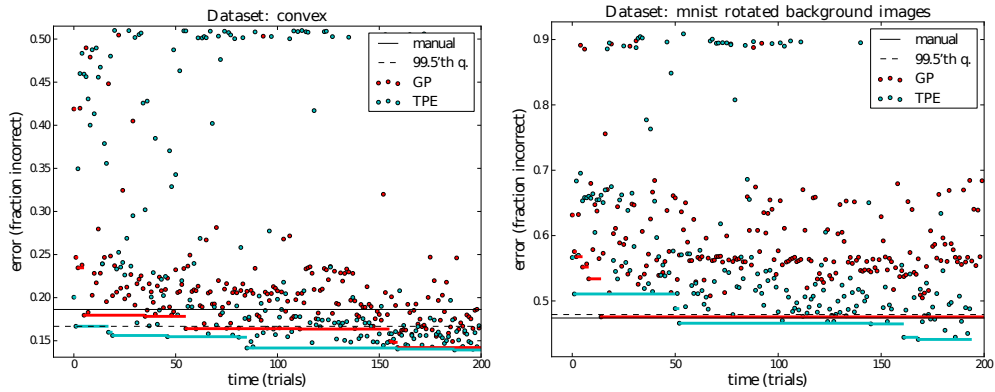 Dataset: convex
error (fraction incorrect)
0.50
0.45
0.40
0.35
0.30
0.25
0.20
0.15
0
50
100
150
200
time (trials)
manual
99.5'th q.
GP
TPE
Dataset: mnist rotated background images
error (fraction incorrect)
0.9
0.8
0.7
0.6
0.5
0
50
100
150
200
time (trials)
manual
99.5'th q.
GP
TPE